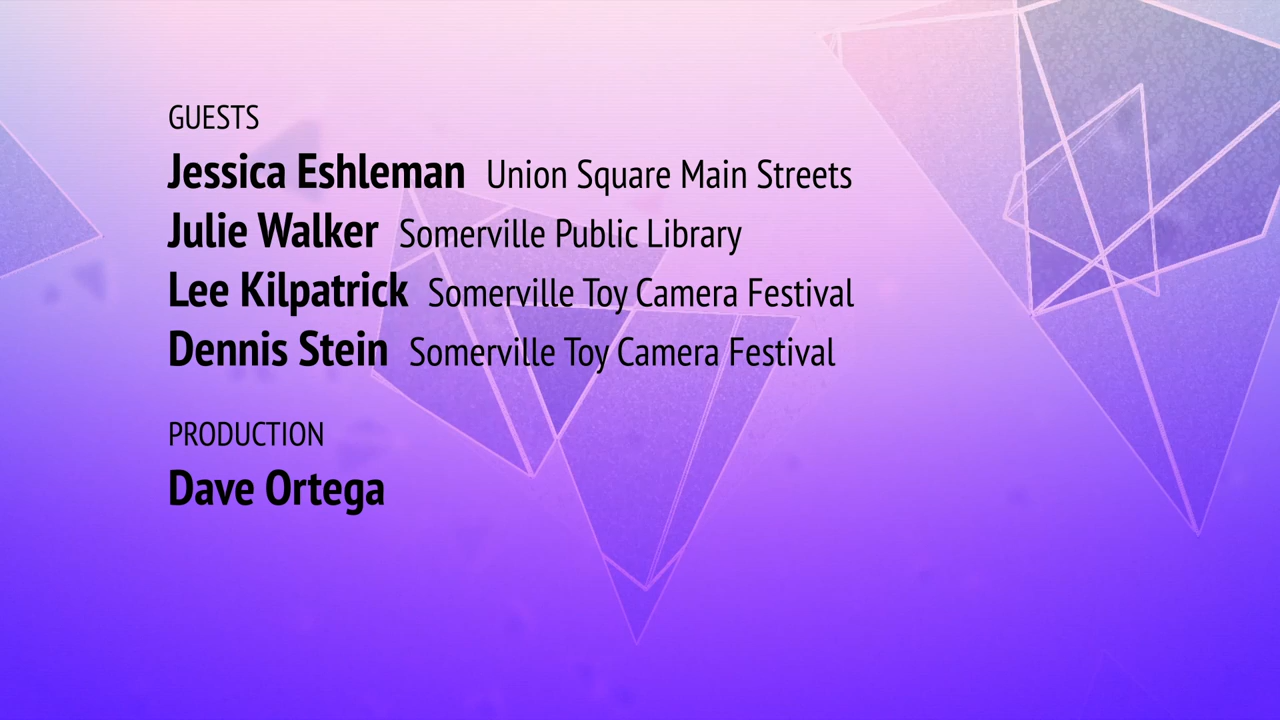 GUESTS
Jessica Eshleman Union Square Main Streets
Julie Walker Somerville Public Library
Lee Kilpatrick Somerville Toy Camera Festival
Dennis Stein Somerville Toy Camera Festival
PRODUCTION
Dave Ortega